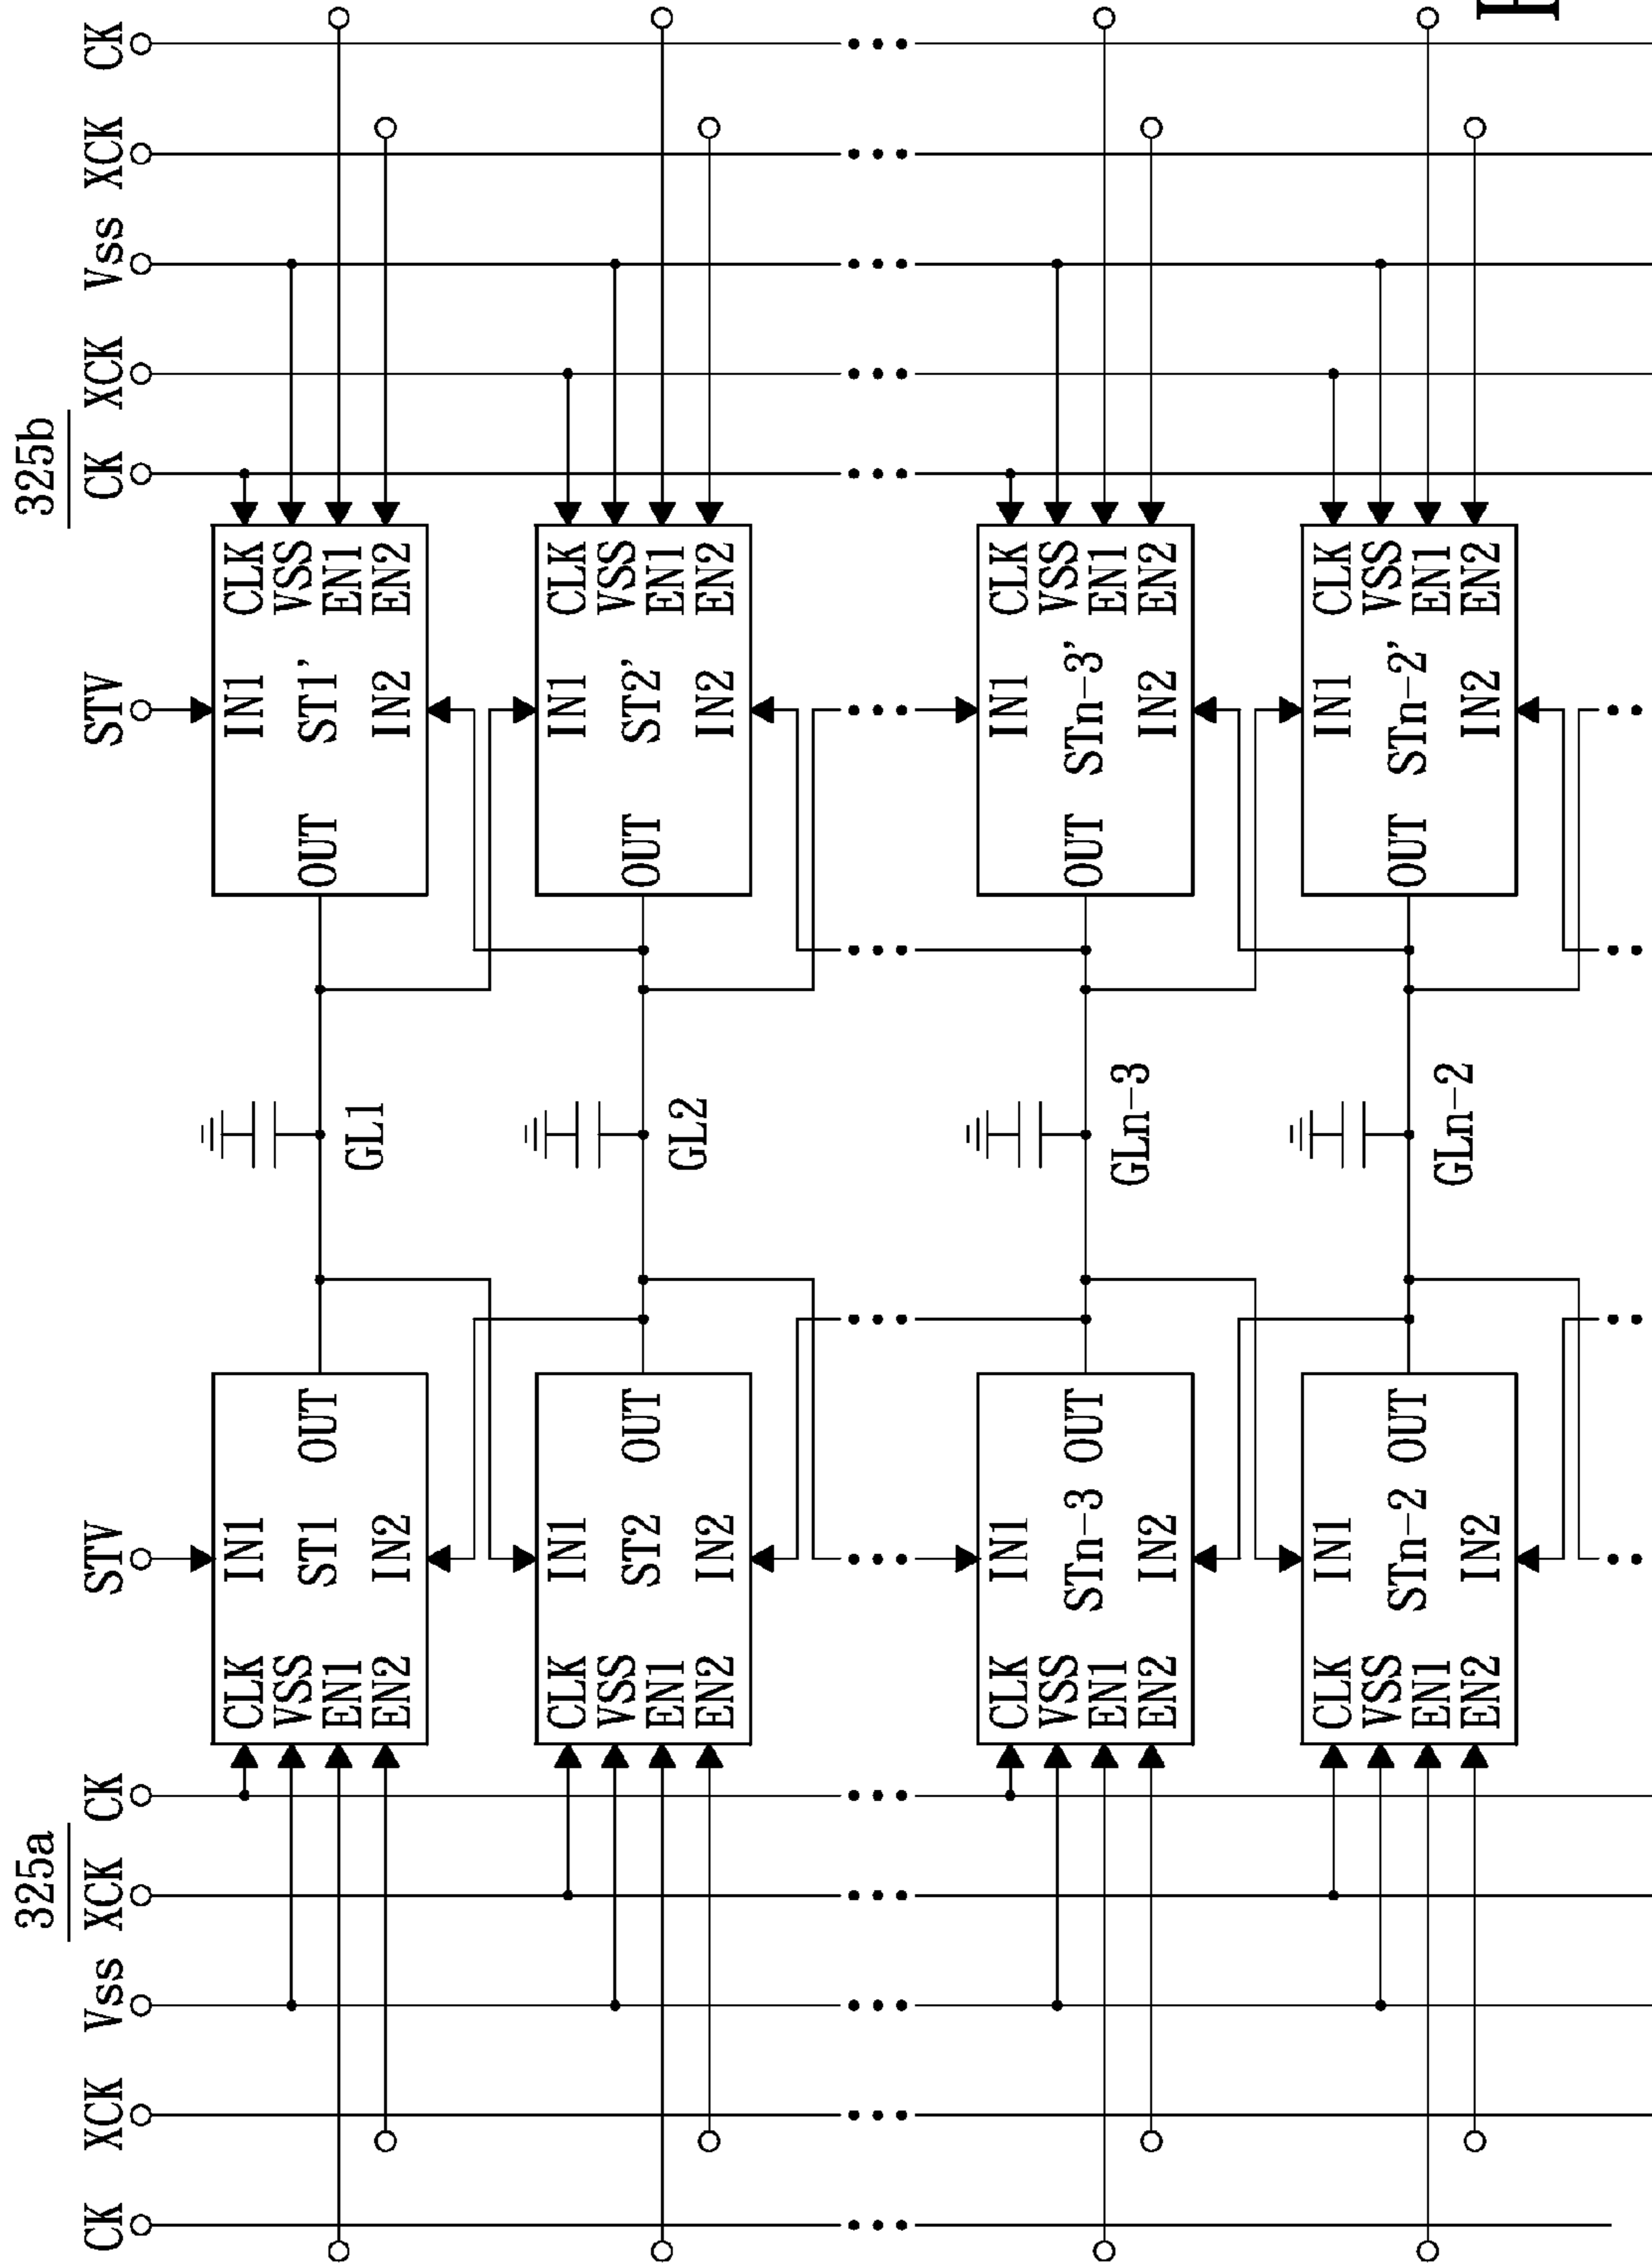 325a 325b
CK XCK Vss XCK CK STV STV CK XCK Vss XCK CK
CLK IN1 IN1 CLK
VSS VSS
ST1 OUT OUT ST1'
EN1 EN1
EN2 IN2 GL1 IN2 EN2
CLK IN1 IN1 CLK
VSS VSS
ST2 OUT OUT ST2'
EN1 EN1
EN2 IN2 GL2 IN2 EN2
CLK IN1 IN1 CLK
VSS VSS
STn-3 OUT OUT STn-3'
EN1 EN1
EN2 IN2 GLn-3 IN2 EN2
CLK IN1 IN1 CLK
VSS VSS
STn-2 OUT OUT STn-2'
EN1 EN1
EN2 IN2 GLn-2 IN2 EN2